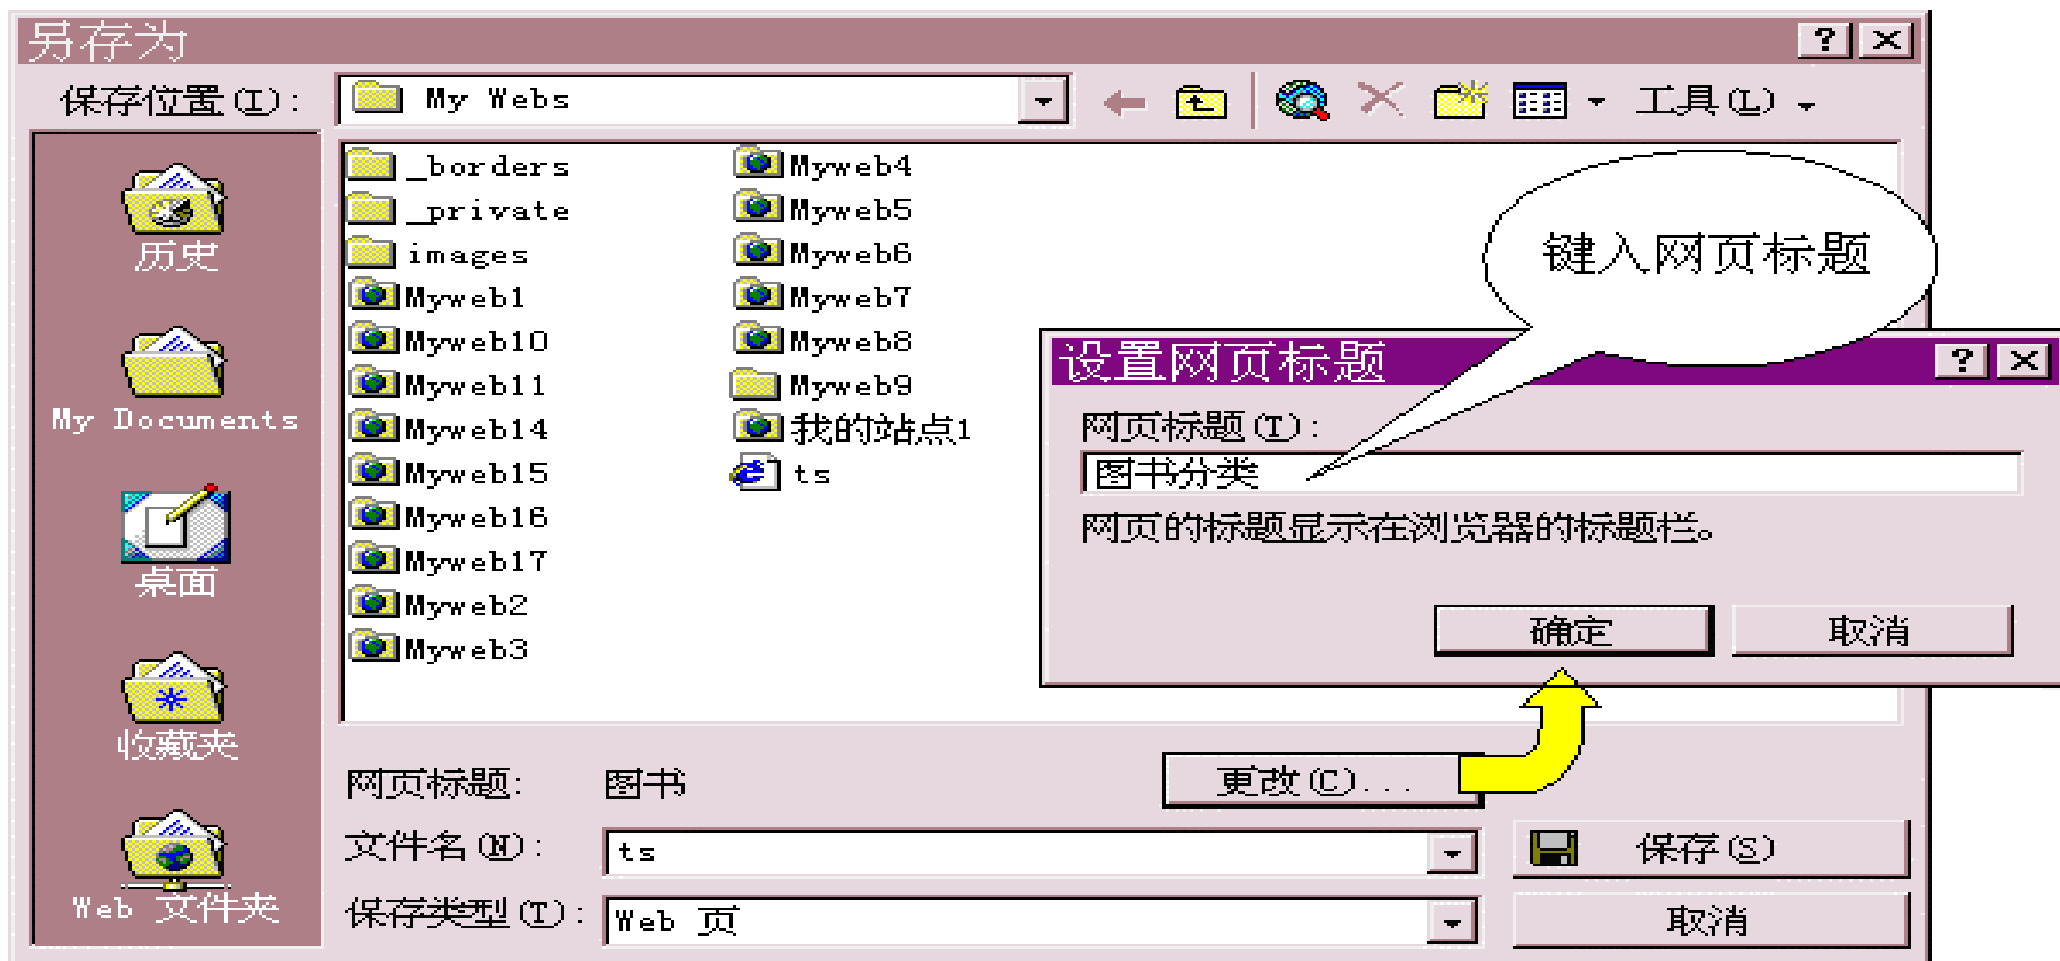 另存为
保存位置(I):
My Webs
工具(L)
历史
My Documents
桌面
收藏夹
Web 文件夹
_borders
_private
images
Myweb1
Myweb10
Myweb11
Myweb14
Myweb15
Myweb16
Myweb17
Myweb2
Myweb3
Myweb4
Myweb5
Myweb6
Myweb7
Myweb8
Myweb9
我的站点1
ts
键入网页标题
设置网页标题
网页标题(T):
图书分类
网页的标题显示在浏览器的标题栏。
确定
取消
网页标题: 图书
更改(C)...
文件名(N): ts
保存(S)
保存类型(T): Web 页
取消